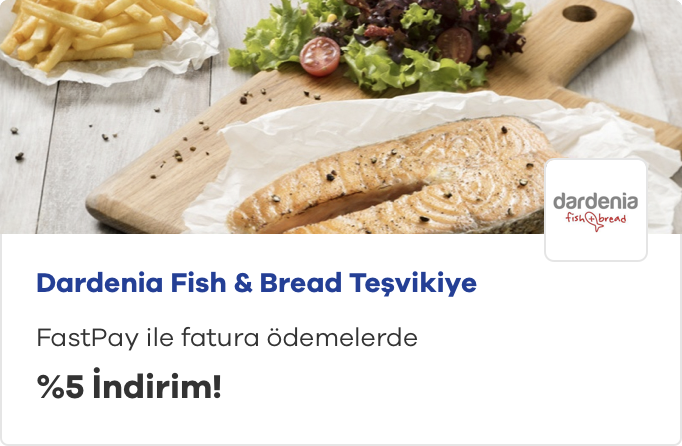 dardenia
fish+bread
Dardenia Fish & Bread Teşvikiye
FastPay ile fatura ödemelerde
%5 İndirim!